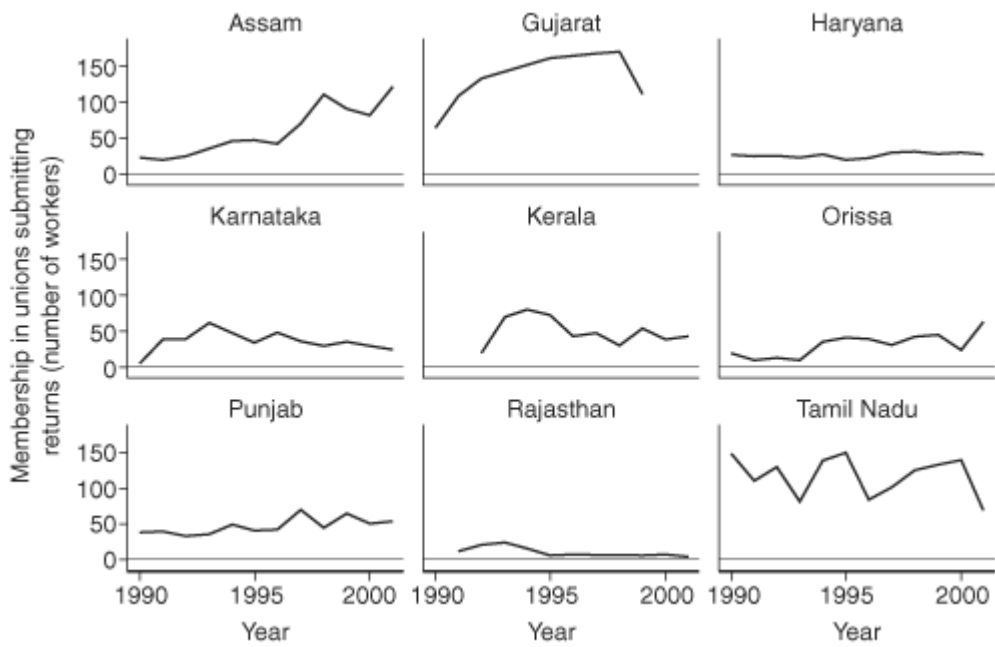 Assam Gujarat Haryana
150
100
50
0
Karnataka Kerala Orissa
150
100
50
0
Punjab Rajasthan Tamil Nadu
150
100
50
0
1990 1995 2000 1990 1995 2000 1990 1995 2000
Year Year Year
Membership in unions submitting
returns (number of workers)